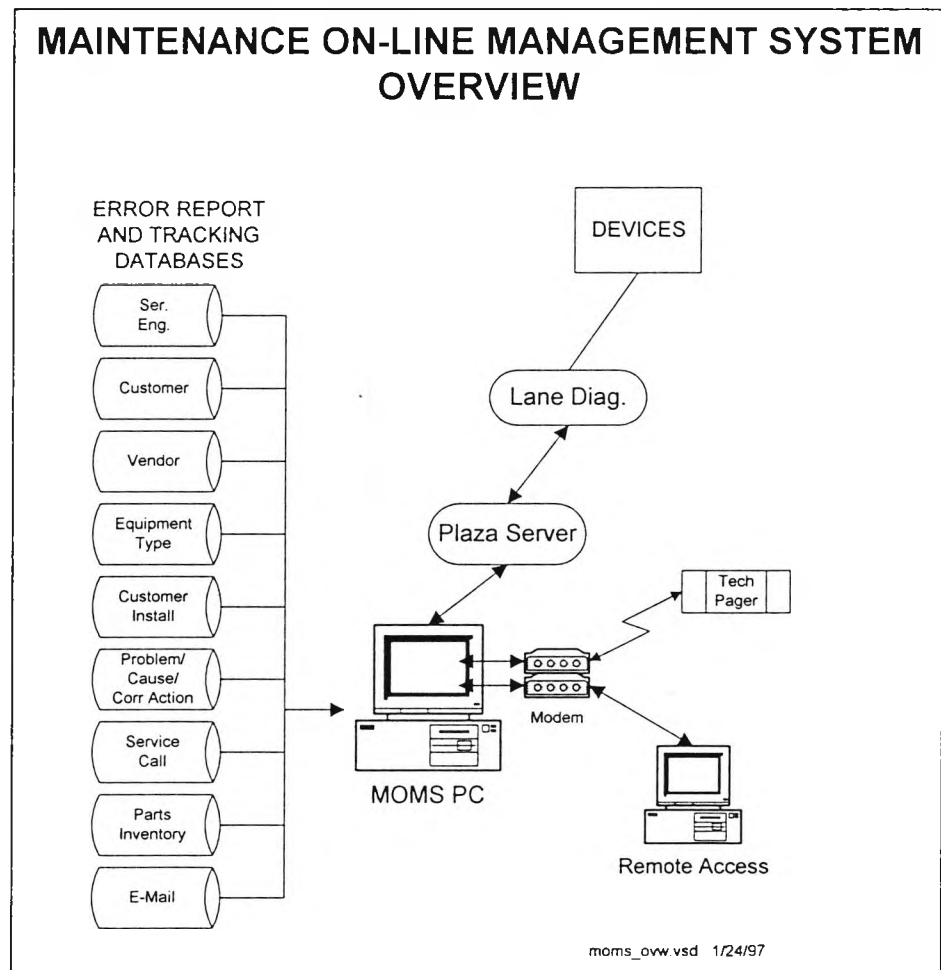 MAINTENANCE ON-LINE MANAGEMENT SYSTEM
OVERVIEW
ERROR REPORT
AND TRACKING
DATABASES
Ser.
Eng.
Customer
Vendor
Equipment
Type
Customer
Install
Problem/
Cause/
Corr Action
Service
Call
Parts
Inventory
E-Mail
DEVICES
Lane Diag.
Plaza Server
Tech
Pager
Modem
MOMS PC
Remote Access
moms_ovw.vsd 1/24/97